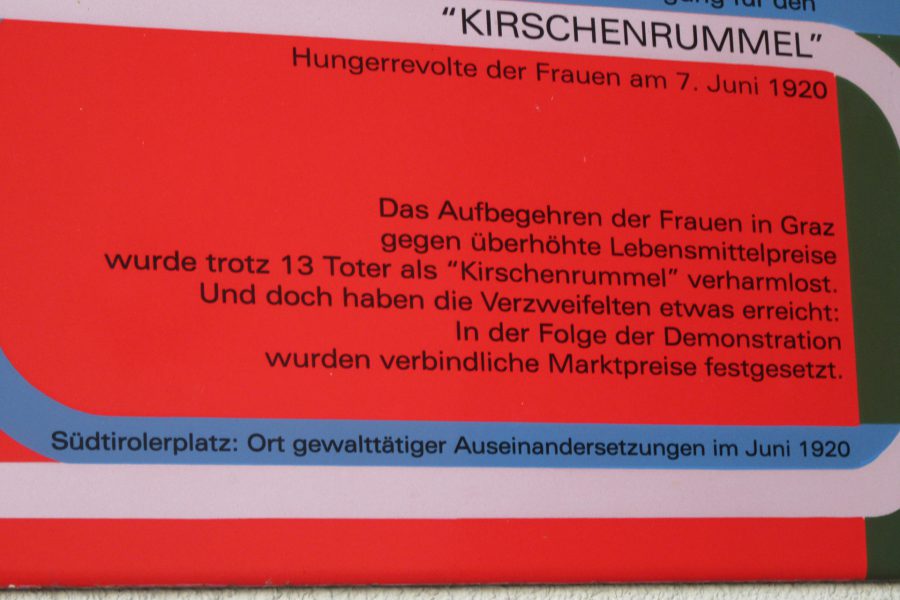 für den
"KIRSCHENRUMMEL"
Hungerrevolte der Frauen am 7. Juni 1920
Das Aufbegehren der Frauen in Graz
gegen überhöhte Lebensmittelpreise
wurde trotz 13 Toter als "Kirschenrummel" verharmlost.
Und doch haben die Verzweifelten etwas erreicht:
In der Folge der Demonstration
wurden verbindliche Marktpreise festgesetzt.
Südtirolerplatz: Ort gewalttätiger Auseinandersetzungen im Juni 1920